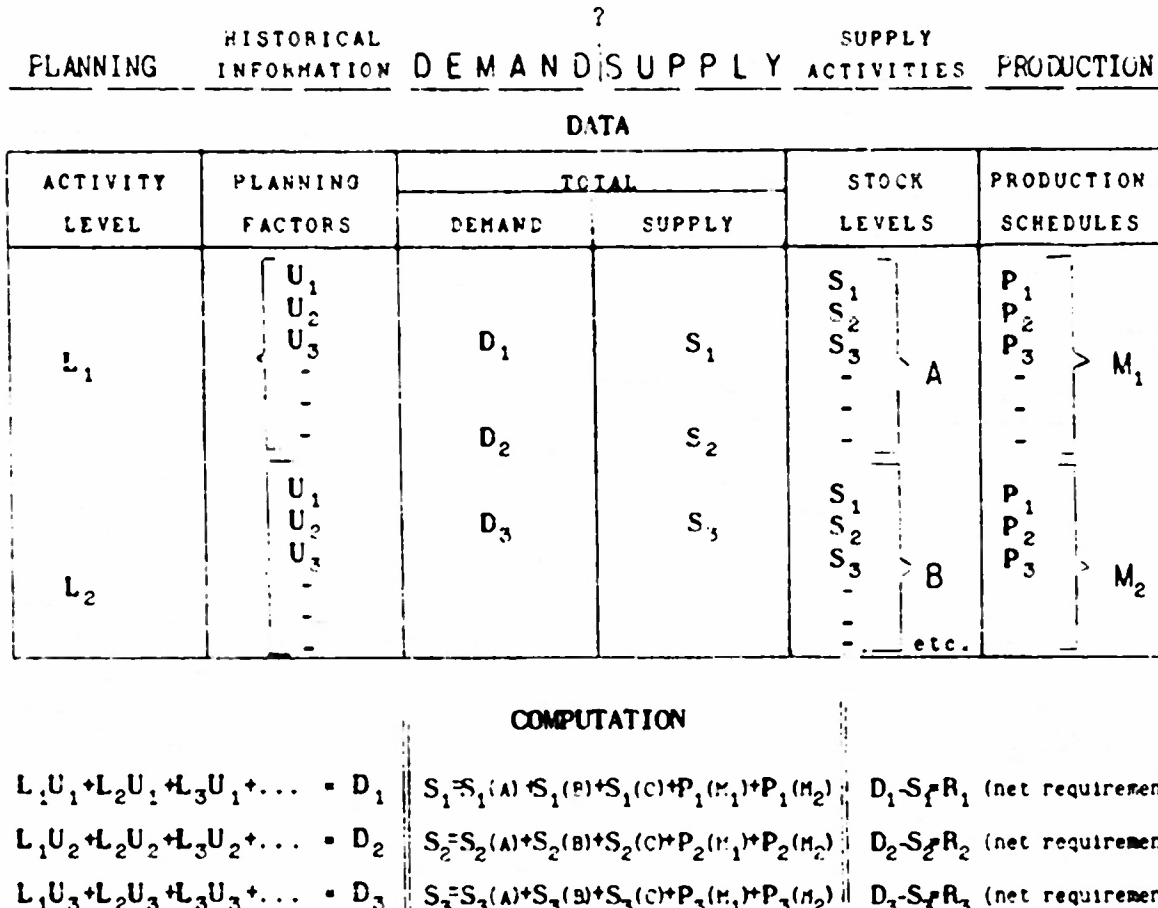 ?
PLANNING HISTORICAL INFORMATION DEMAND SUPPLY SUPPLY ACTIVITIES PRODUCTION
DATA
ACTIVITY LEVEL PLANNING FACTORS TOTAL DEMAND SUPPLY STOCK LEVELS PRODUCTION SCHEDULES
U₁ S₁ P₁
U₂ S₂ P₂
U₃ D₁ S₁ S₃ P₃
L₁ - - A - M₁
- - -
- D₂ S₂ - -
U₁ S₁ P₁
U₂ D₃ S₃ S₂ P₂
U₃ S₃ P₃
L₂ - - B M₂
- -
- - etc.
COMPUTATION
L₁U₁+L₂U₁+L₃U₁+... = D₁ S₁=S₁(A)+S₁(B)+S₁(C)+P₁(M₁)+P₁(M₂) D₁-S₁=R₁ (net requiremen
L₁U₂+L₂U₂+L₃U₂+... = D₂ S₂=S₂(A)+S₂(B)+S₂(C)+P₂(M₁)+P₂(M₂) D₂-S₂=R₂ (net requiremen
L₁U₃+L₂U₃+L₃U₃+... = D₃ S₃=S₃(A)+S₃(B)+S₃(C)+P₃(M₁)+P₃(M₂) D₃-S₃=R₃ (net requiremen